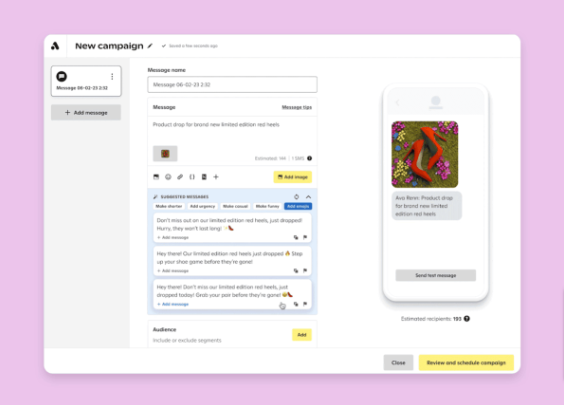 New campaign
Saved a few seconds ago
Message 06-02-23 2:32
+ Add message
Message name
Message 06-02-23 2:32
Message
Message tips
Product drop for brand new limited edition red heels
Estimated: 114 | 1 SMS
Add image
SUGGESTED MESSAGES
Make shorter
Add urgency
Make casual
Make funny
Add emojis
Don't miss out on our limited edition red heels, just dropped!
Hurry, they won't last long! ✨👠
+ Add message
Hey there! Our limited edition red heels just dropped 🔥 Step
up your shoe game before they're gone!
+ Add message
Hey there! Don't miss our limited edition red heels, just
dropped today! Grab your pair before they're gone! 😍👠
+ Add message
Audience
Include or exclude segments
Add
Ava Renn: Product drop
for brand new limited
edition red heels
Send test message
Estimated recipients: 193
Close
Review and schedule campaign